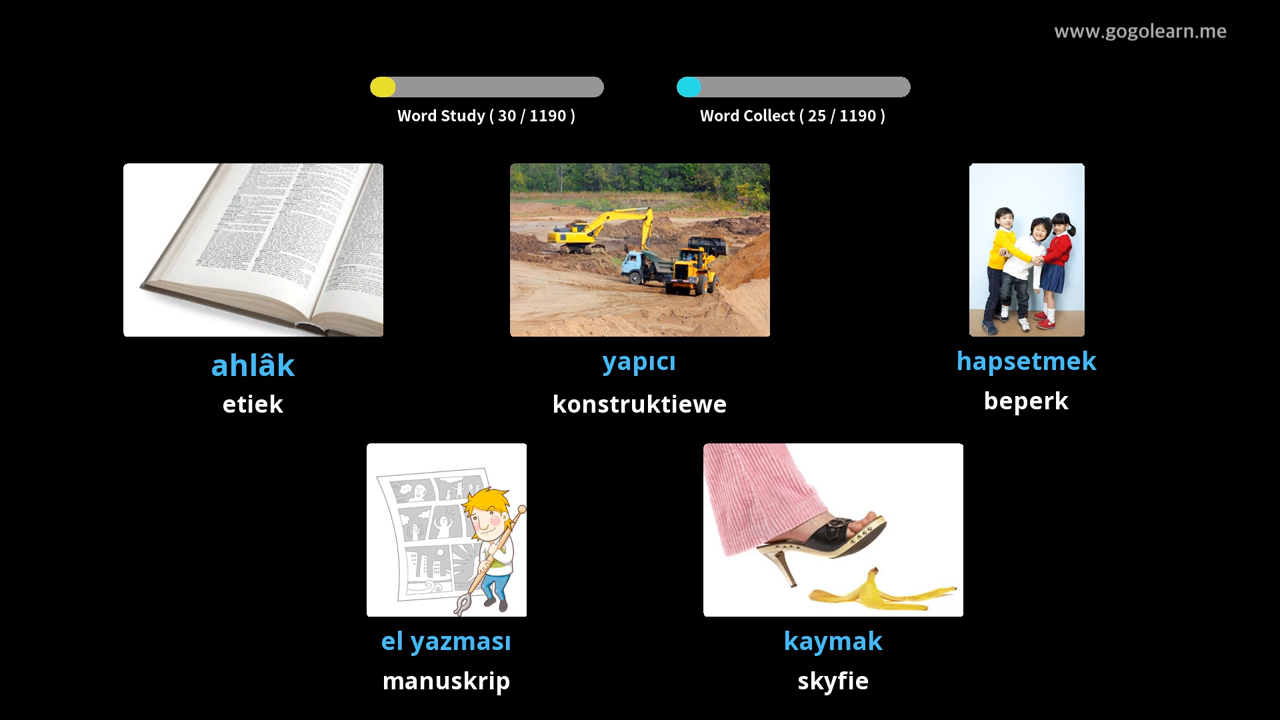 www.gogolearn.me
Word Study ( 30 / 1190 )
Word Collect ( 25 / 1190 )
ahlâk
etiek
yapıcı
konstruktiewe
hapsetmek
beperk
el yazması
manuskrip
kaymak
skyfie